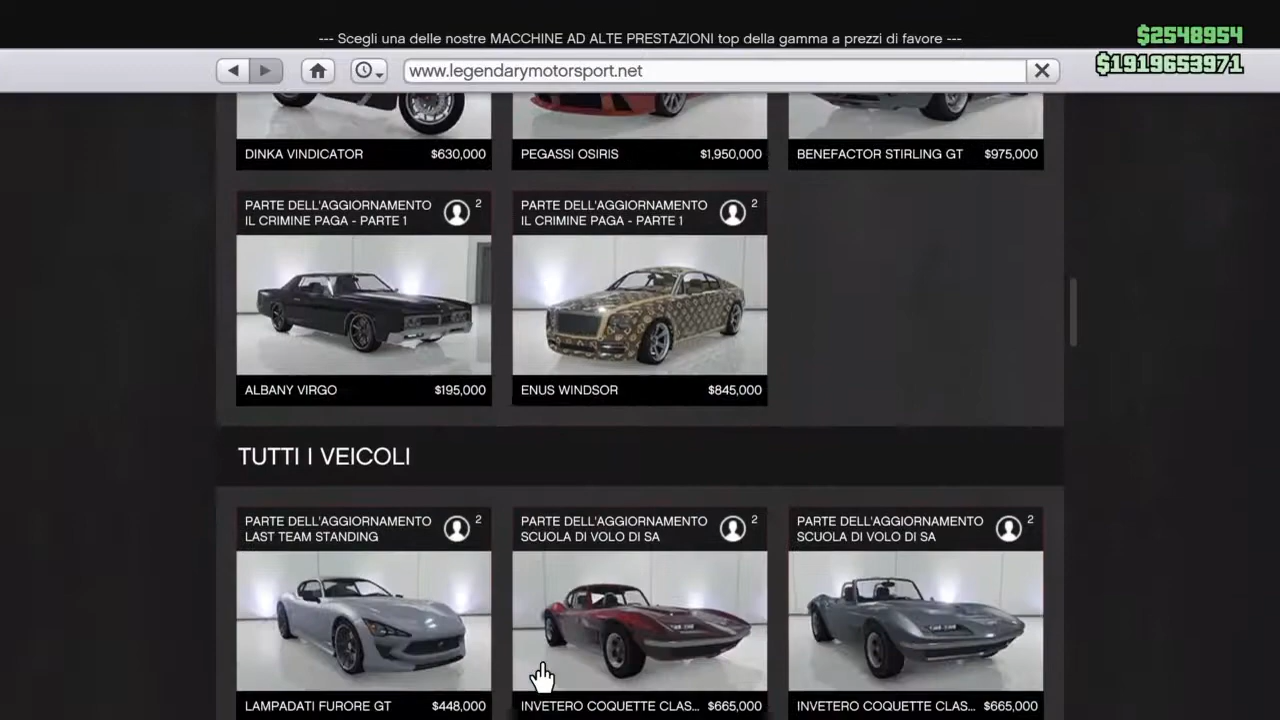 --- Scegli una delle nostre MACCHINE AD ALTE PRESTAZIONI top della gamma a prezzi di favore ---
$2548954
$1919653971
www.legendarymotorsport.net
DINKA VINDICATOR $630,000
PEGASSI OSIRIS $1,950,000
BENEFACTOR STIRLING GT $975,000
PARTE DELL'AGGIORNAMENTO
IL CRIMINE PAGA - PARTE 1
2
PARTE DELL'AGGIORNAMENTO
IL CRIMINE PAGA - PARTE 1
2
ALBANY VIRGO $195,000
ENUS WINDSOR $845,000
TUTTI I VEICOLI
PARTE DELL'AGGIORNAMENTO
LAST TEAM STANDING
2
PARTE DELL'AGGIORNAMENTO
SCUOLA DI VOLO DI SA
2
PARTE DELL'AGGIORNAMENTO
SCUOLA DI VOLO DI SA
2
LAMPADATI FURORE GT $448,000
INVETERO COQUETTE CLAS... $665,000
INVETERO COQUETTE CLAS... $665,000